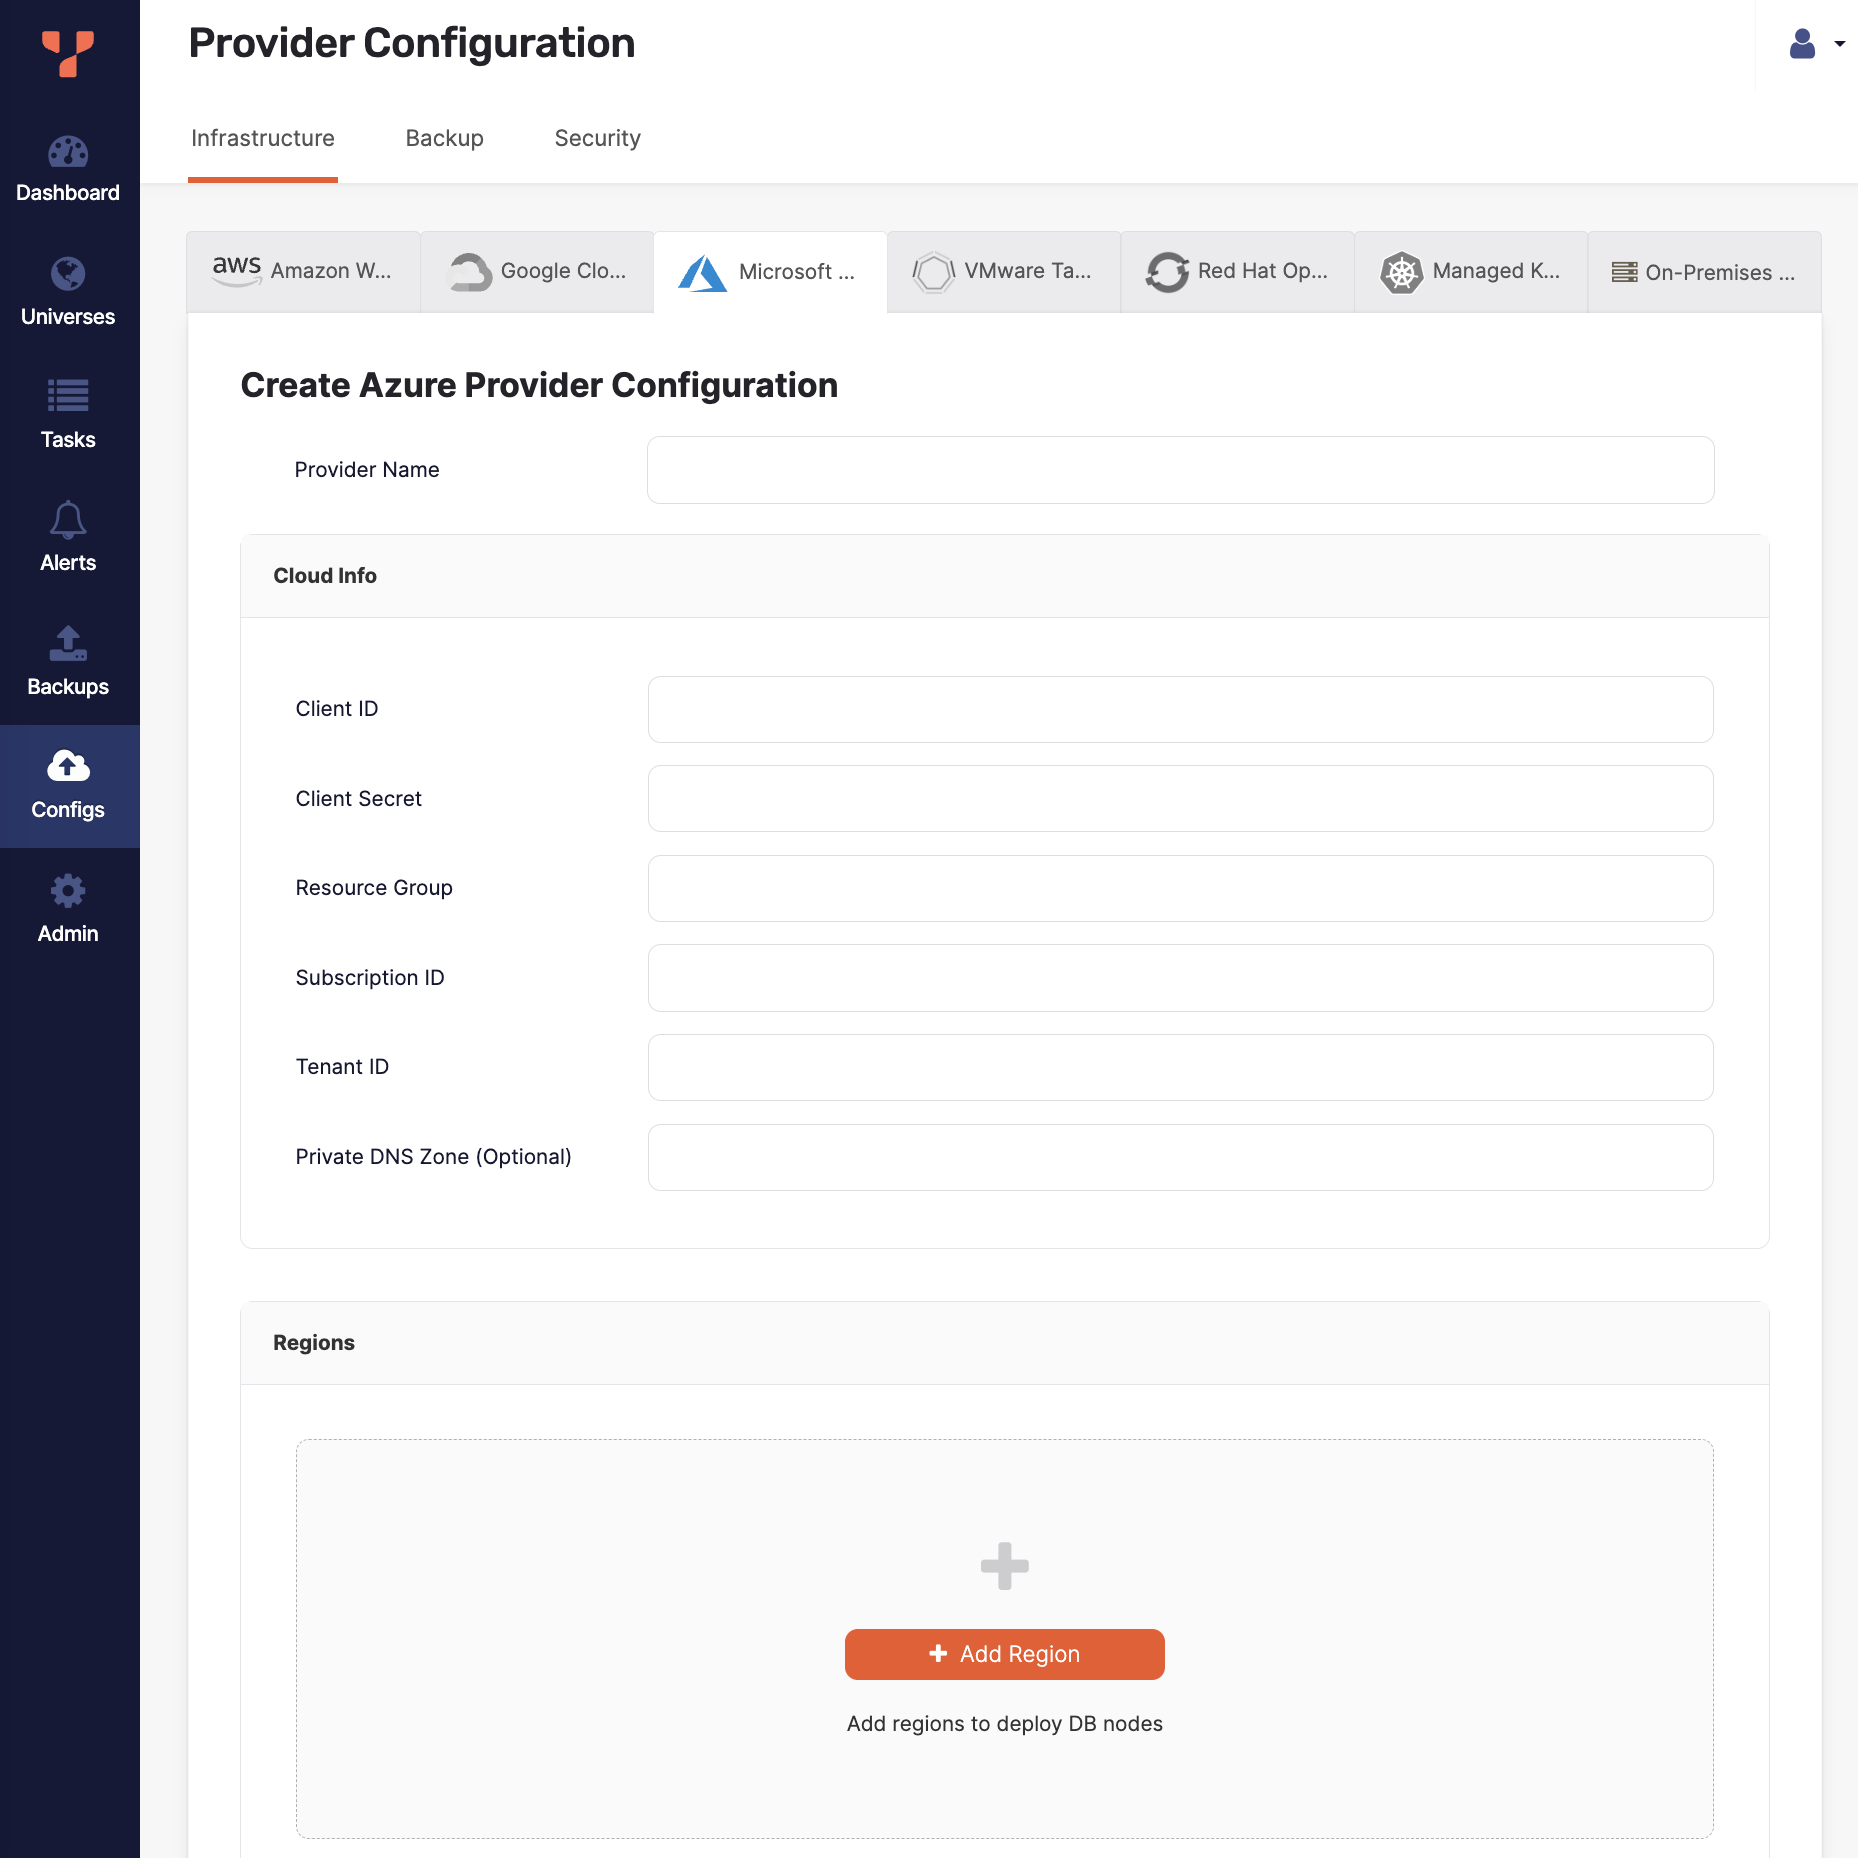 Provider Configuration
Dashboard
Universes
Tasks
Alerts
Backups
Configs
Admin
Infrastructure
Backup
Security
aws Amazon W...
Google Clo...
Microsoft ...
VMware Ta...
Red Hat Op...
Managed K...
On-Premises ...
Create Azure Provider Configuration
Provider Name
Cloud Info
Client ID
Client Secret
Resource Group
Subscription ID
Tenant ID
Private DNS Zone (Optional)
Regions
Add Region
Add regions to deploy DB nodes